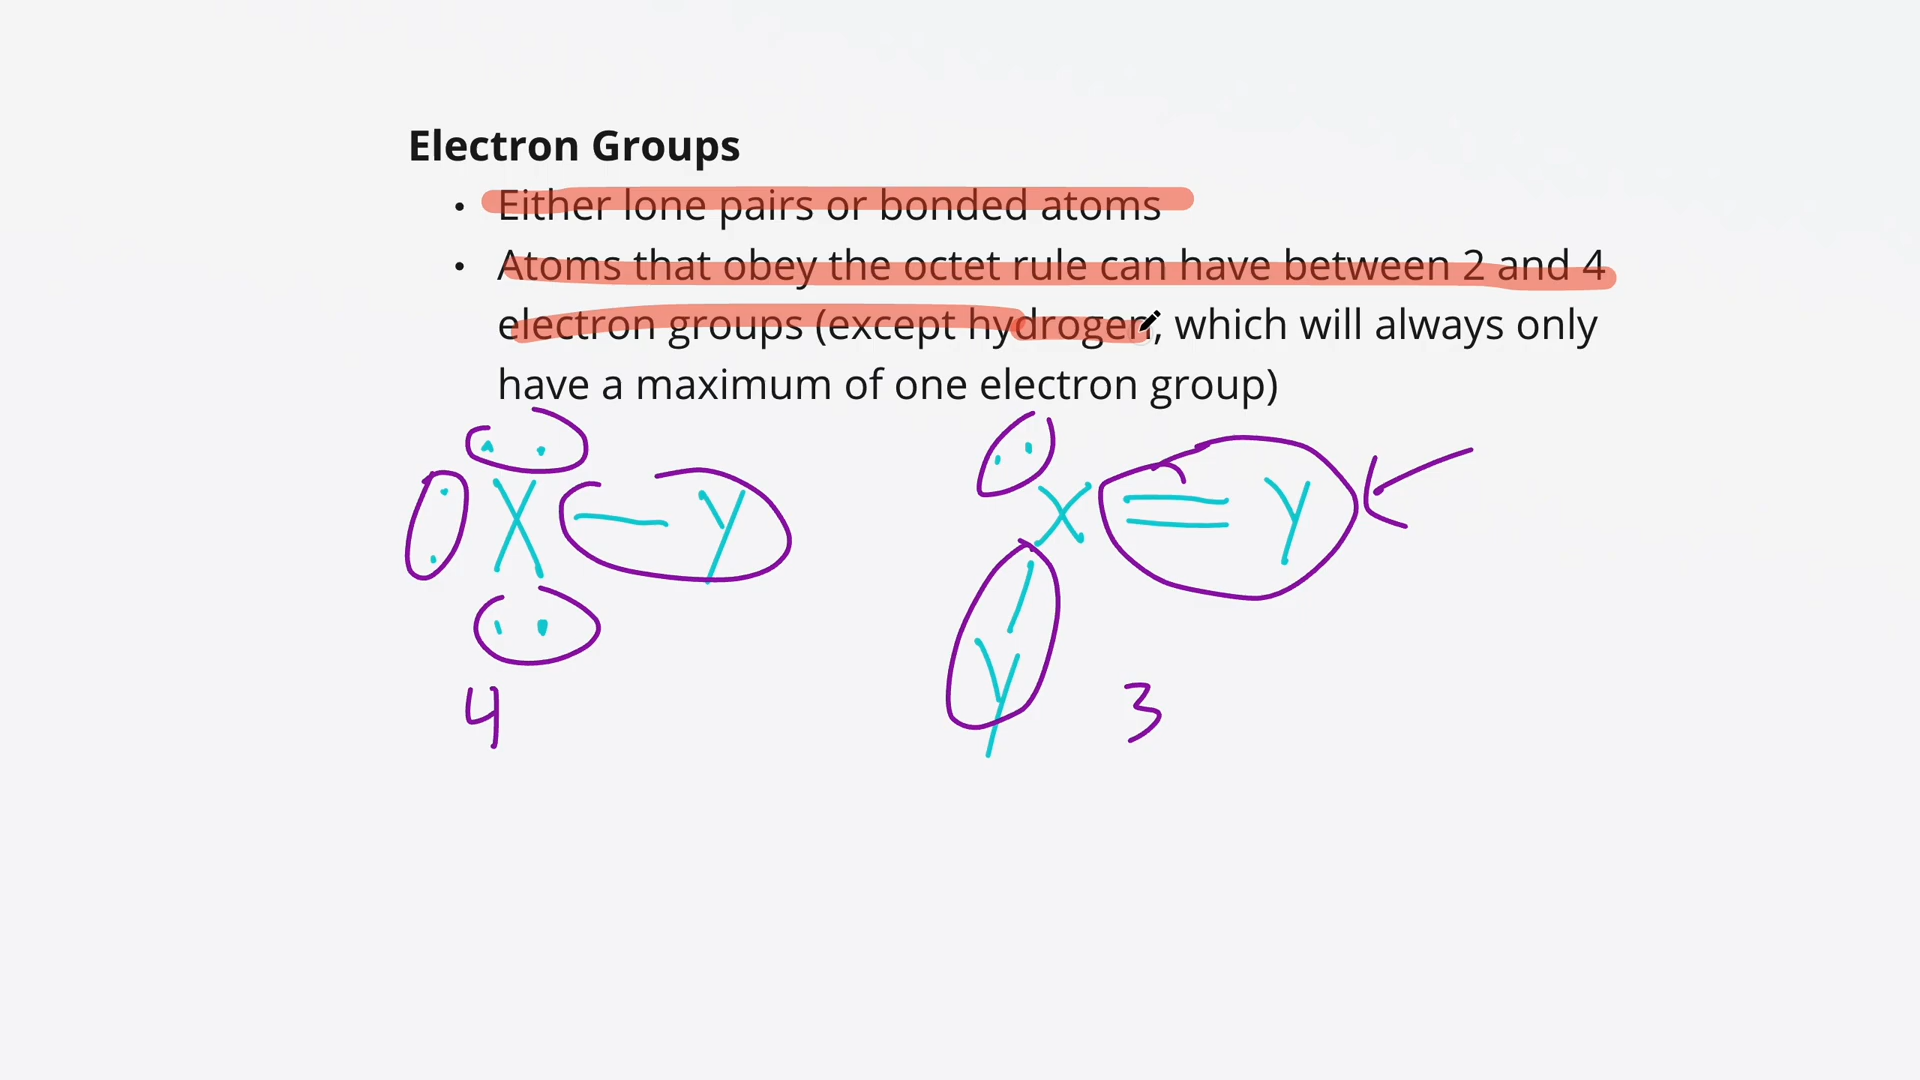 Electron Groups
• Either lone pairs or bonded atoms
• Atoms that obey the octet rule can have between 2 and 4
electron groups (except hydrogen, which will always only
have a maximum of one electron group)
X — Y
X = Y
Y
4
3